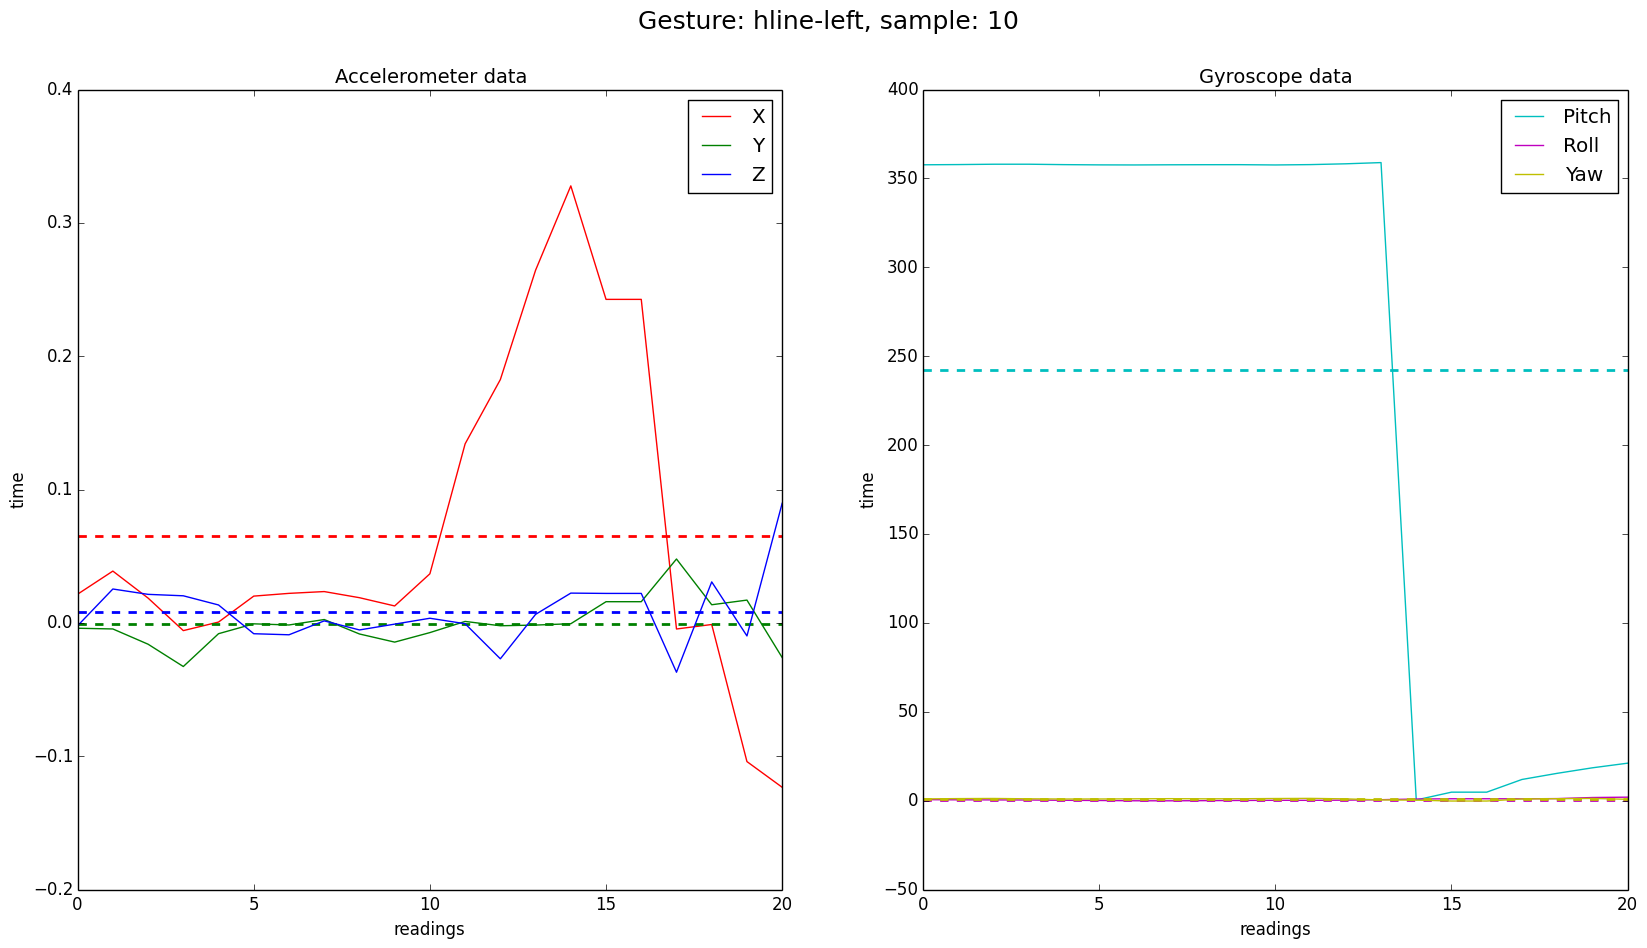 Gesture: hline-left, sample: 10
Accelerometer data
0.4
0.3
0.2
0.1
0.0
−0.1
−0.2
time
0
5
10
15
20
readings
X
Y
Z
Gyroscope data
400
350
300
250
200
150
100
50
0
−50
time
0
5
10
15
20
readings
Pitch
Roll
Yaw